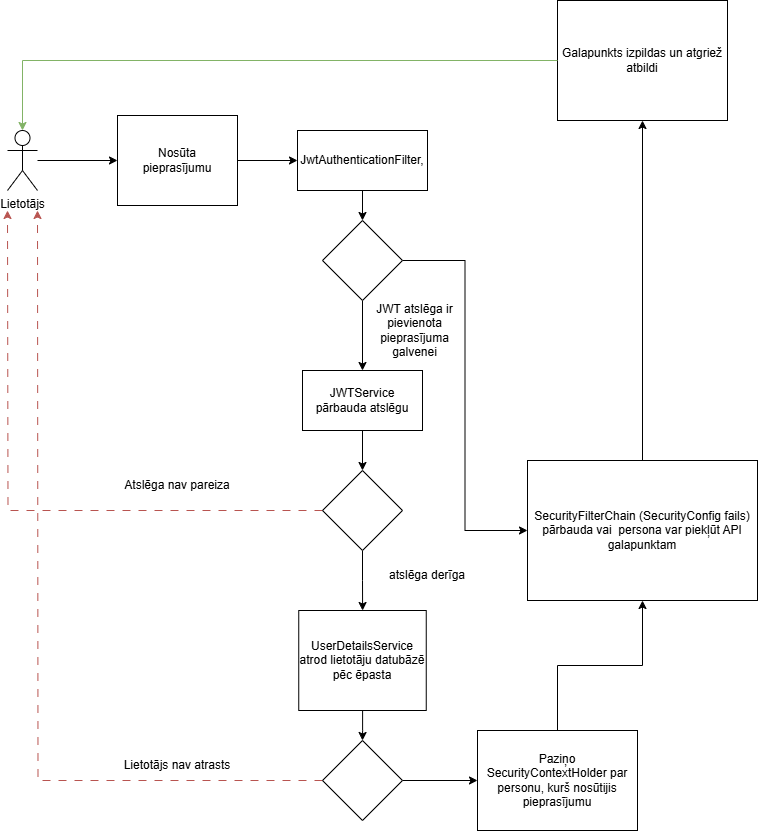 Galapunkts izpildas un atgriež
atbildi
Nosūta
pieprasījumu
JwtAuthenticationFilter,
Lietotājs
JWT atslēga ir
pievienota
pieprasījuma
galvenei
JWTService
pārbauda atslēgu
Atslēga nav pareiza
SecurityFilterChain (SecurityConfig fails)
pārbauda vai  persona var piekļūt API
galapunktam
atslēga derīga
UserDetailsService
atrod lietotāju datubāzē
pēc ēpasta
Lietotājs nav atrasts
Paziņo
SecurityContextHolder par
personu, kurš nosūtijis
pieprasījumu